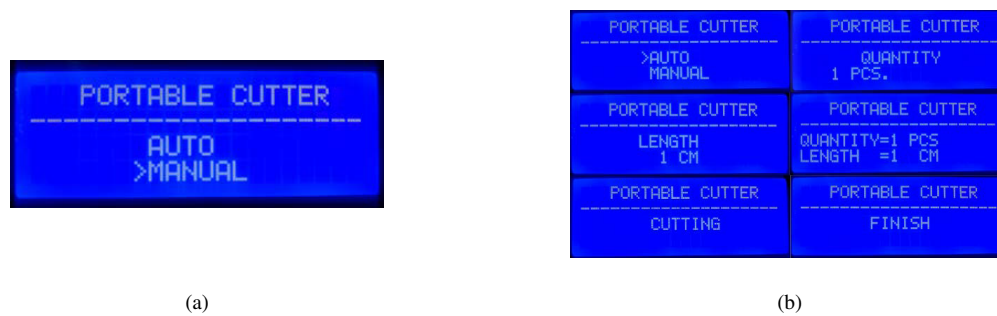 PORTABLE CUTTER
--------------------
AUTO
>MANUAL
(a)
PORTABLE CUTTER
--------------------
>AUTO
MANUAL
PORTABLE CUTTER
--------------------
QUANTITY
1 PCS.
PORTABLE CUTTER
--------------------
LENGTH
1 CM
PORTABLE CUTTER
--------------------
QUANTITY=1 PCS
LENGTH =1 CM
PORTABLE CUTTER
--------------------
CUTTING
PORTABLE CUTTER
--------------------
FINISH
(b)